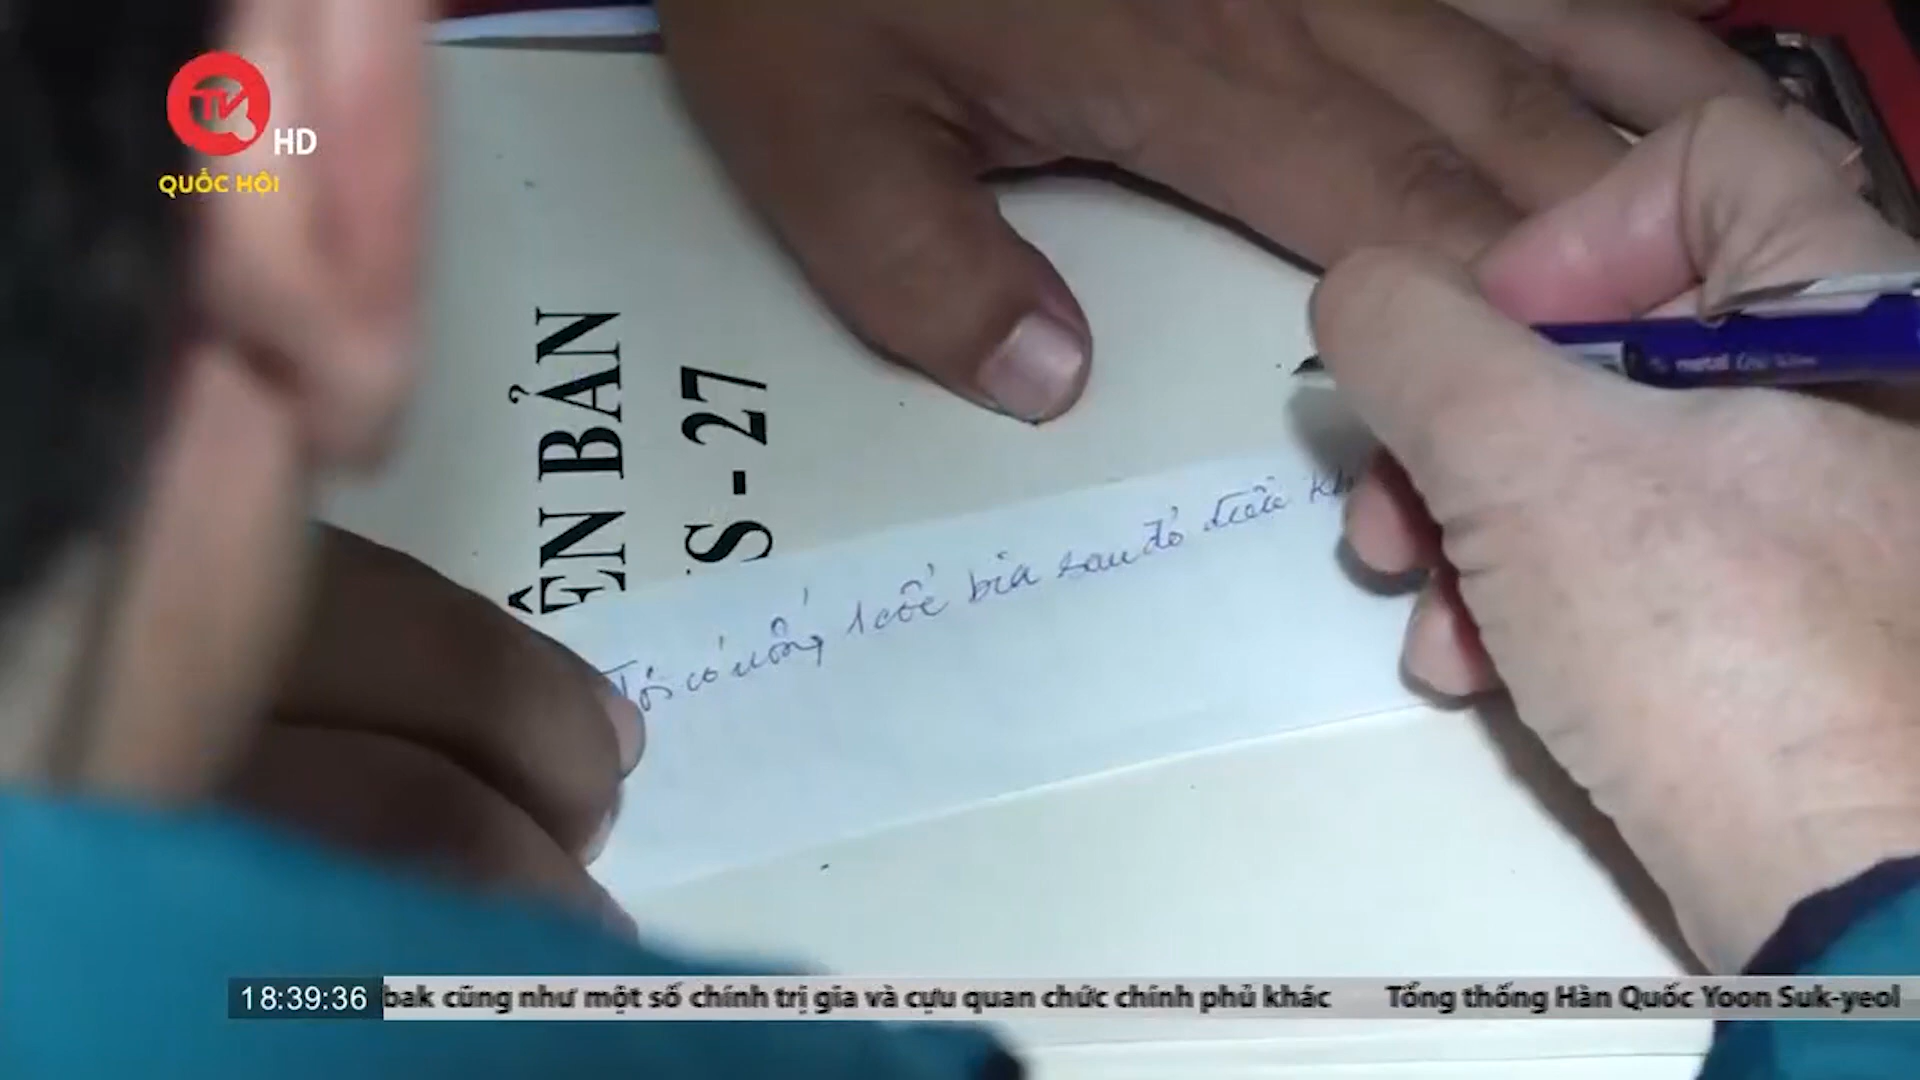 QUỐC HỘI
HD
ÊN BẢN
S - 27
Tôi có uống 1 cốc bia sau đó điều
metal
18:39:36
bak cũng như một số chính trị gia và cựu quan chức chính phủ khác
Tổng thống Hàn Quốc Yoon Suk-yeol